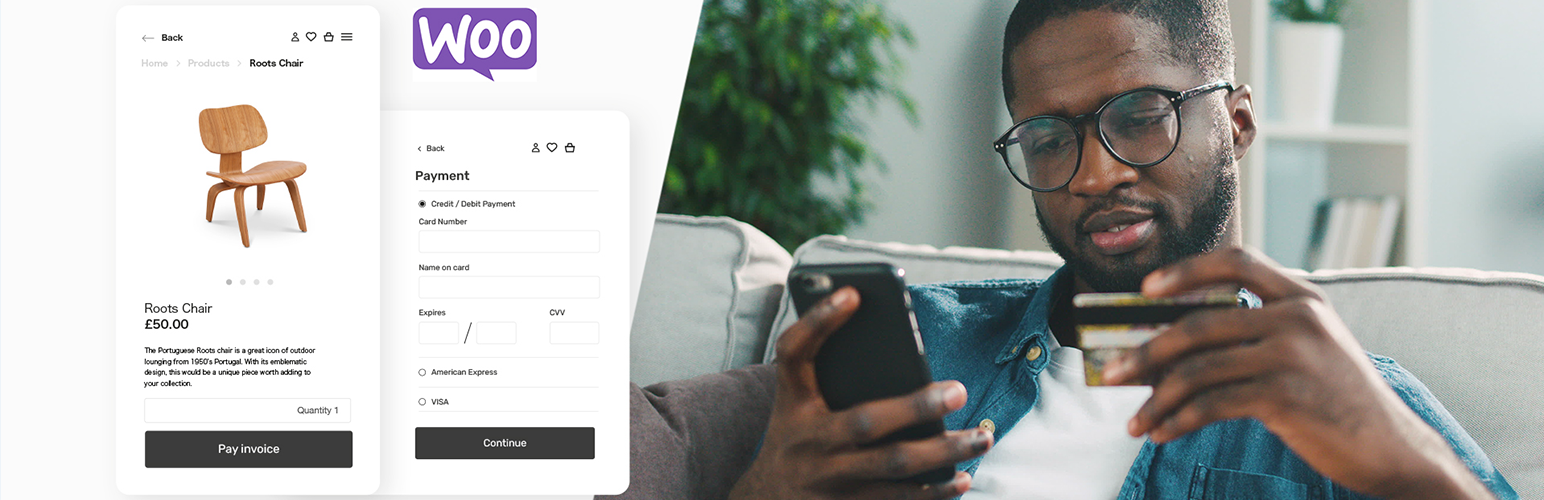 Back
Home > Products > Roots Chair
Roots Chair
£50.00
The Portuguese Roots chair is a great icon of outdoor
lounging from 1950's Portugal. With its emblematic
design, this would be a unique piece worth adding to
your collection.
Quantity 1
Pay invoice
WOO
Back
Payment
Credit / Debit Payment
Card Number
Name on card
Expires CVV
/
American Express
VISA
Continue